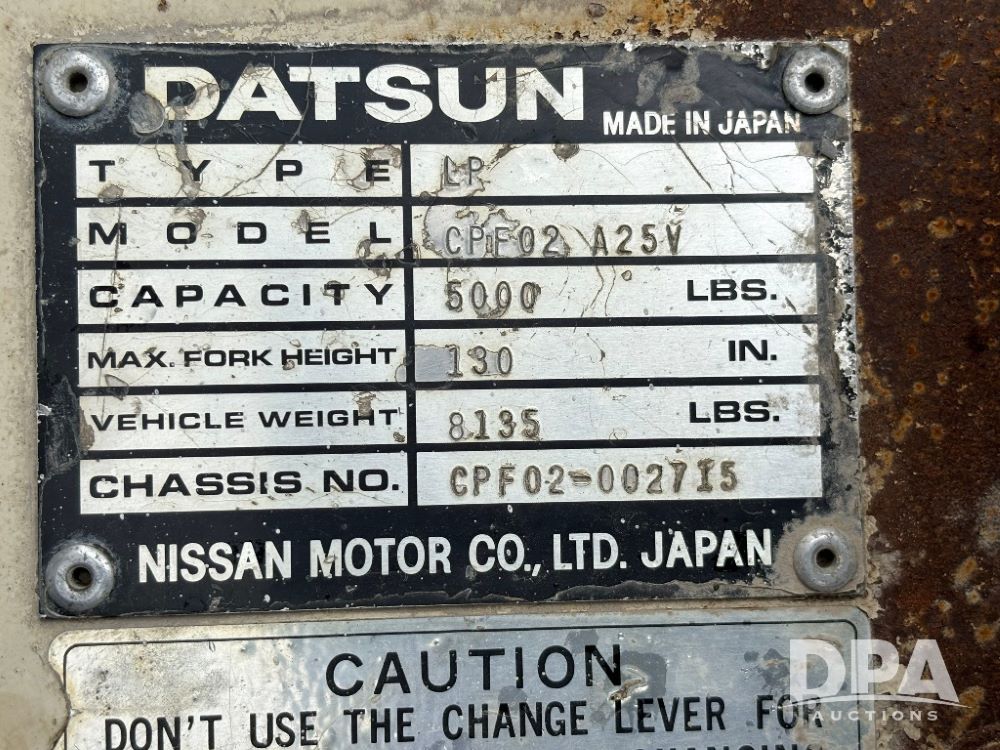 DATSUN
MADE IN JAPAN
TYPE LP
MODEL CPF02 A25V
CAPACITY 5000 LBS.
MAX. FORK HEIGHT 130 IN.
VEHICLE WEIGHT 8135 LBS.
CHASSIS NO. CPF02-002715
NISSAN MOTOR CO., LTD. JAPAN
CAUTION
DON'T USE THE CHANGE LEVER FOR
DPA
AUCTIONS